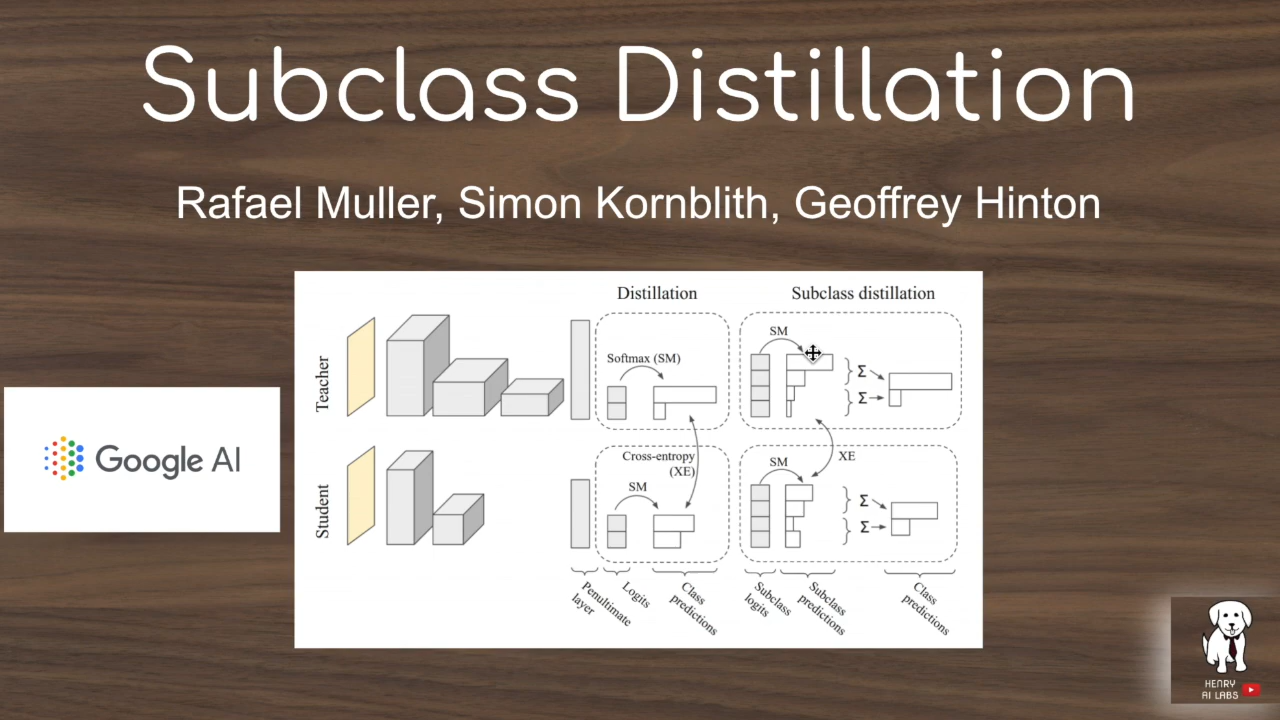 Subclass Distillation
Rafael Muller, Simon Kornblith, Geoffrey Hinton
Google AI
Distillation
Subclass distillation
Teacher
Softmax (SM)
SM
Σ
Σ
Cross-entropy
(XE)
XE
Student
SM
SM
Σ
Σ
Penultimate
layer
Logits
Class
predictions
Subclass
logits
Subclass
predictions
Class
predictions
HENRY
AI LABS